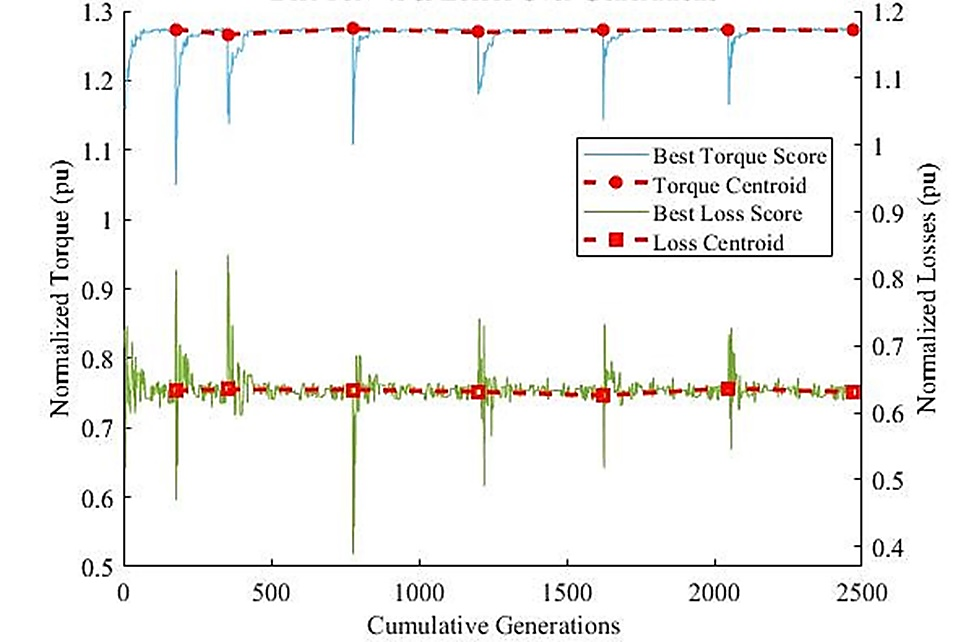 1.3
1.2
1.1
1
0.9
0.8
0.7
0.6
0.5
Normalized Torque (pu)
1.2
1.1
1
0.9
0.8
0.7
0.6
0.5
0.4
Normalized Losses (pu)
Best Torque Score
Torque Centroid
Best Loss Score
Loss Centroid
0 500 1000 1500 2000 2500
Cumulative Generations